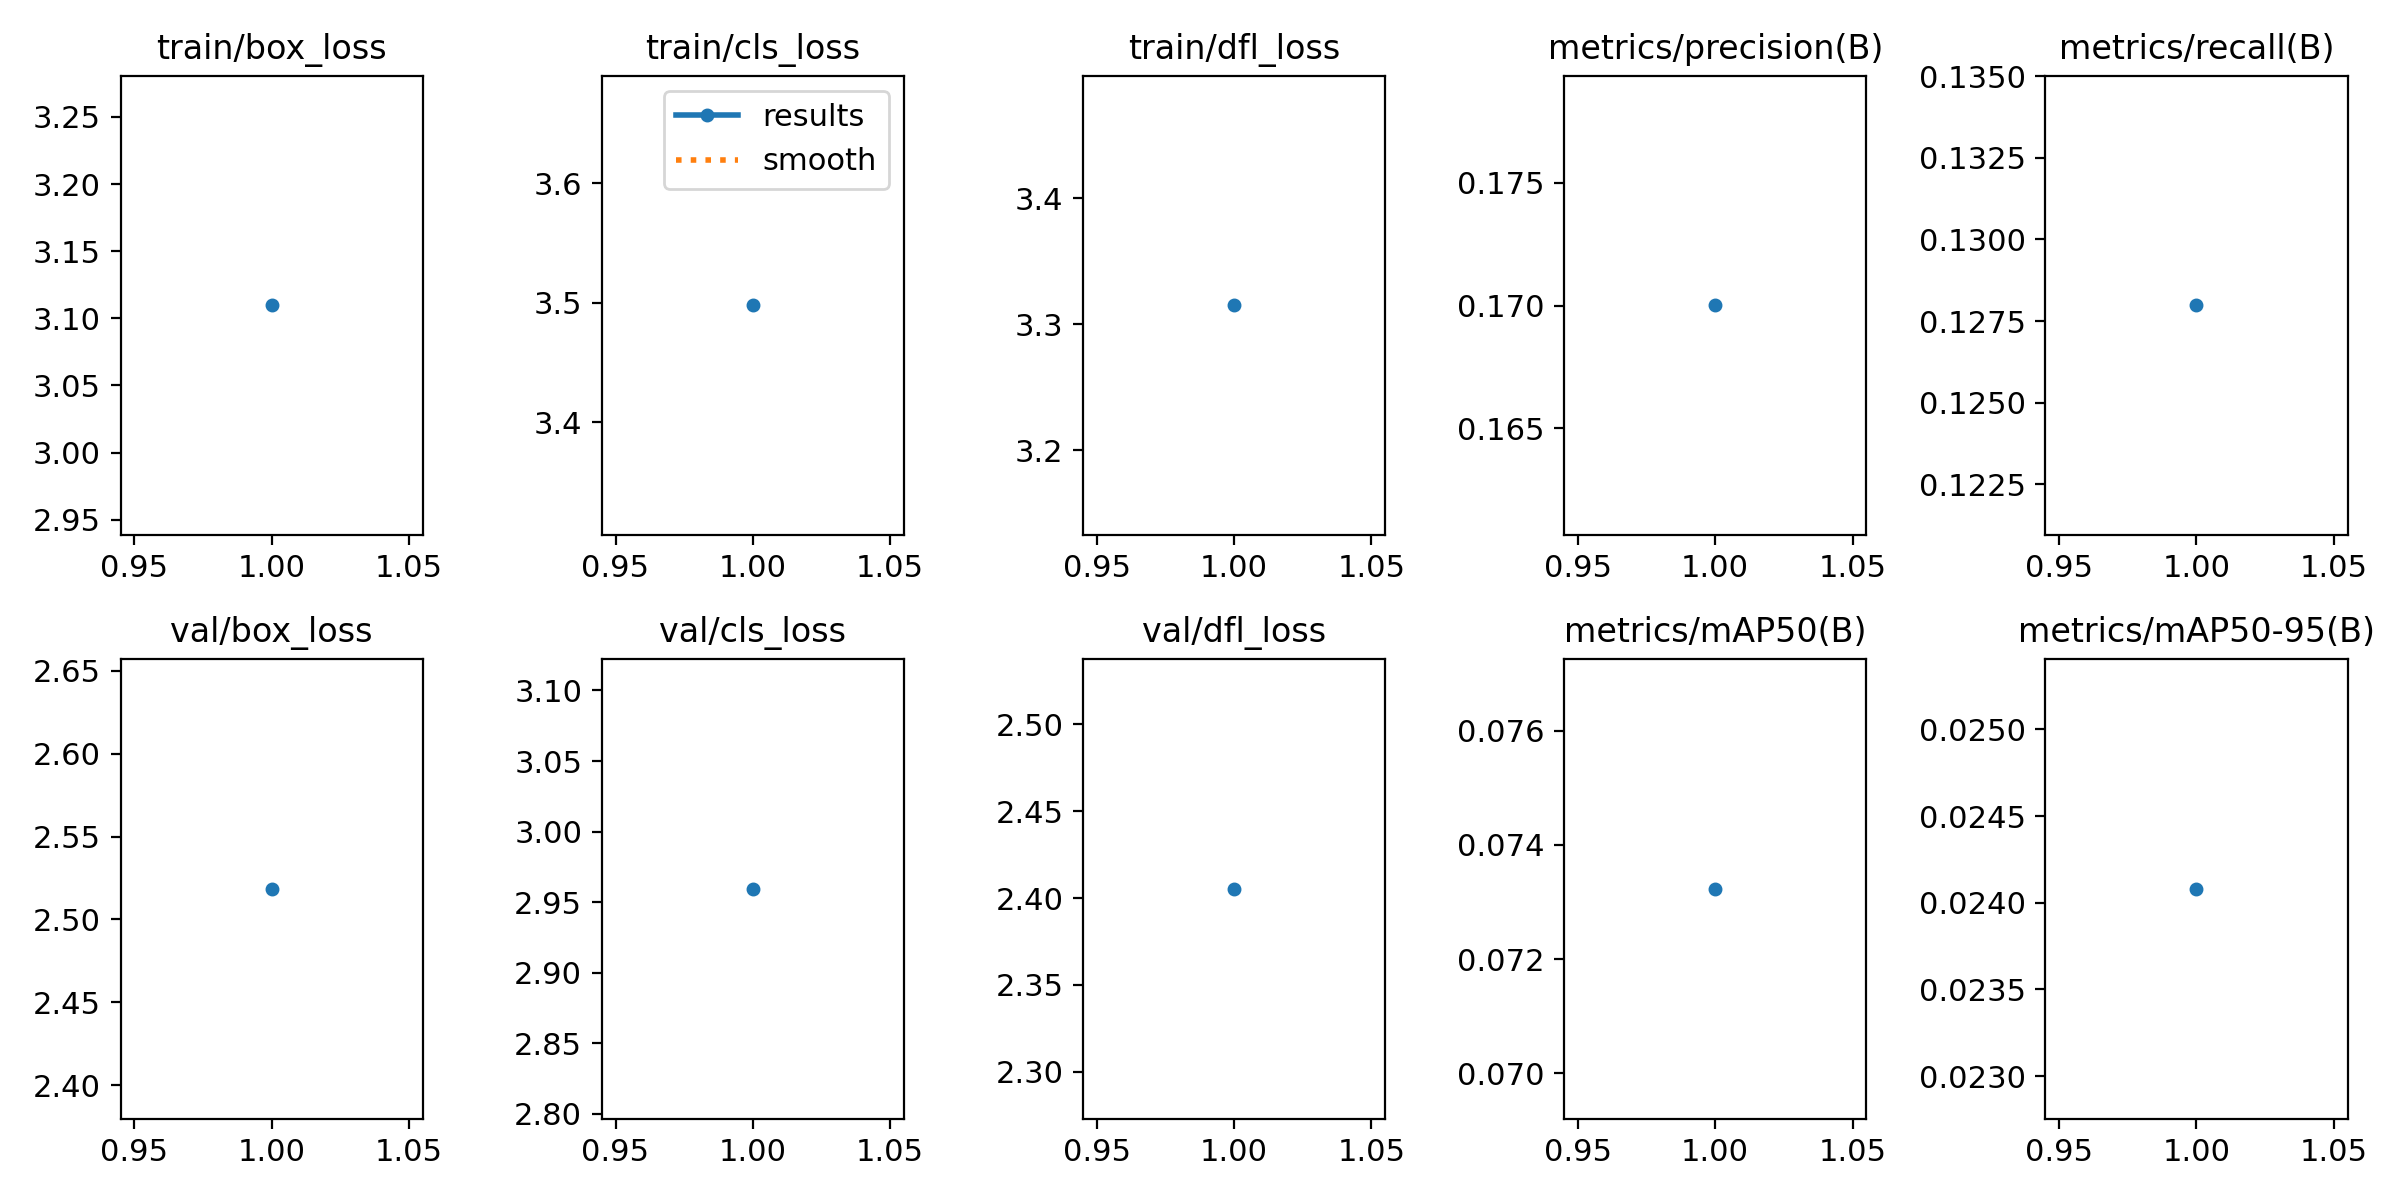 train/box_loss
3.25
3.20
3.15
3.10
3.05
3.00
2.95
0.95 1.00 1.05
train/cls_loss
results
smooth
3.6
3.5
3.4
0.95 1.00 1.05
train/dfl_loss
3.4
3.3
3.2
0.95 1.00 1.05
metrics/precision(B)
0.175
0.170
0.165
0.95 1.00 1.05
metrics/recall(B)
0.1350
0.1325
0.1300
0.1275
0.1250
0.1225
0.95 1.00 1.05
val/box_loss
2.65
2.60
2.55
2.50
2.45
2.40
0.95 1.00 1.05
val/cls_loss
3.10
3.05
3.00
2.95
2.90
2.85
2.80
0.95 1.00 1.05
val/dfl_loss
2.50
2.45
2.40
2.35
2.30
0.95 1.00 1.05
metrics/mAP50(B)
0.076
0.074
0.072
0.070
0.95 1.00 1.05
metrics/mAP50-95(B)
0.0250
0.0245
0.0240
0.0235
0.0230
0.95 1.00 1.05